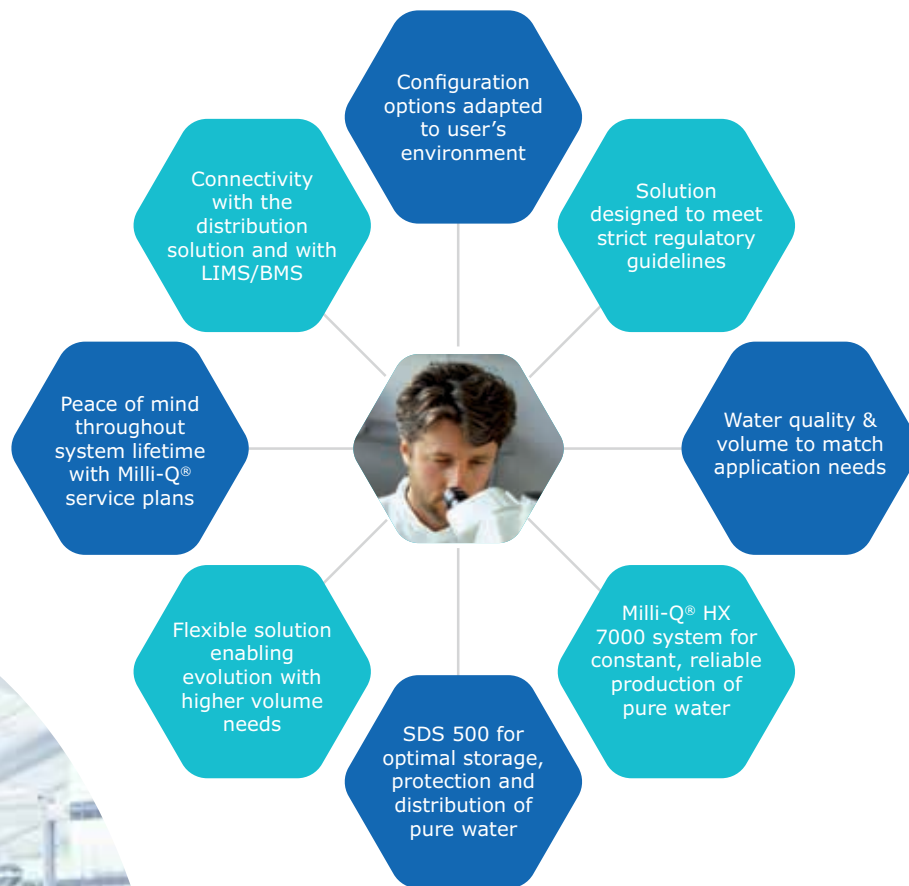 Configuration
options adapted
to user’s
environment
Solution
designed to meet
strict regulatory
guidelines
Water quality &
volume to match
application needs
Milli-Q® HX
7000 system for
constant, reliable
production of
pure water
SDS 500 for
optimal storage,
protection and
distribution of
pure water
Flexible solution
enabling
evolution with
higher volume
needs
Peace of mind
throughout
system lifetime
with Milli-Q®
service plans
Connectivity
with the
distribution
solution and with
LIMS/BMS